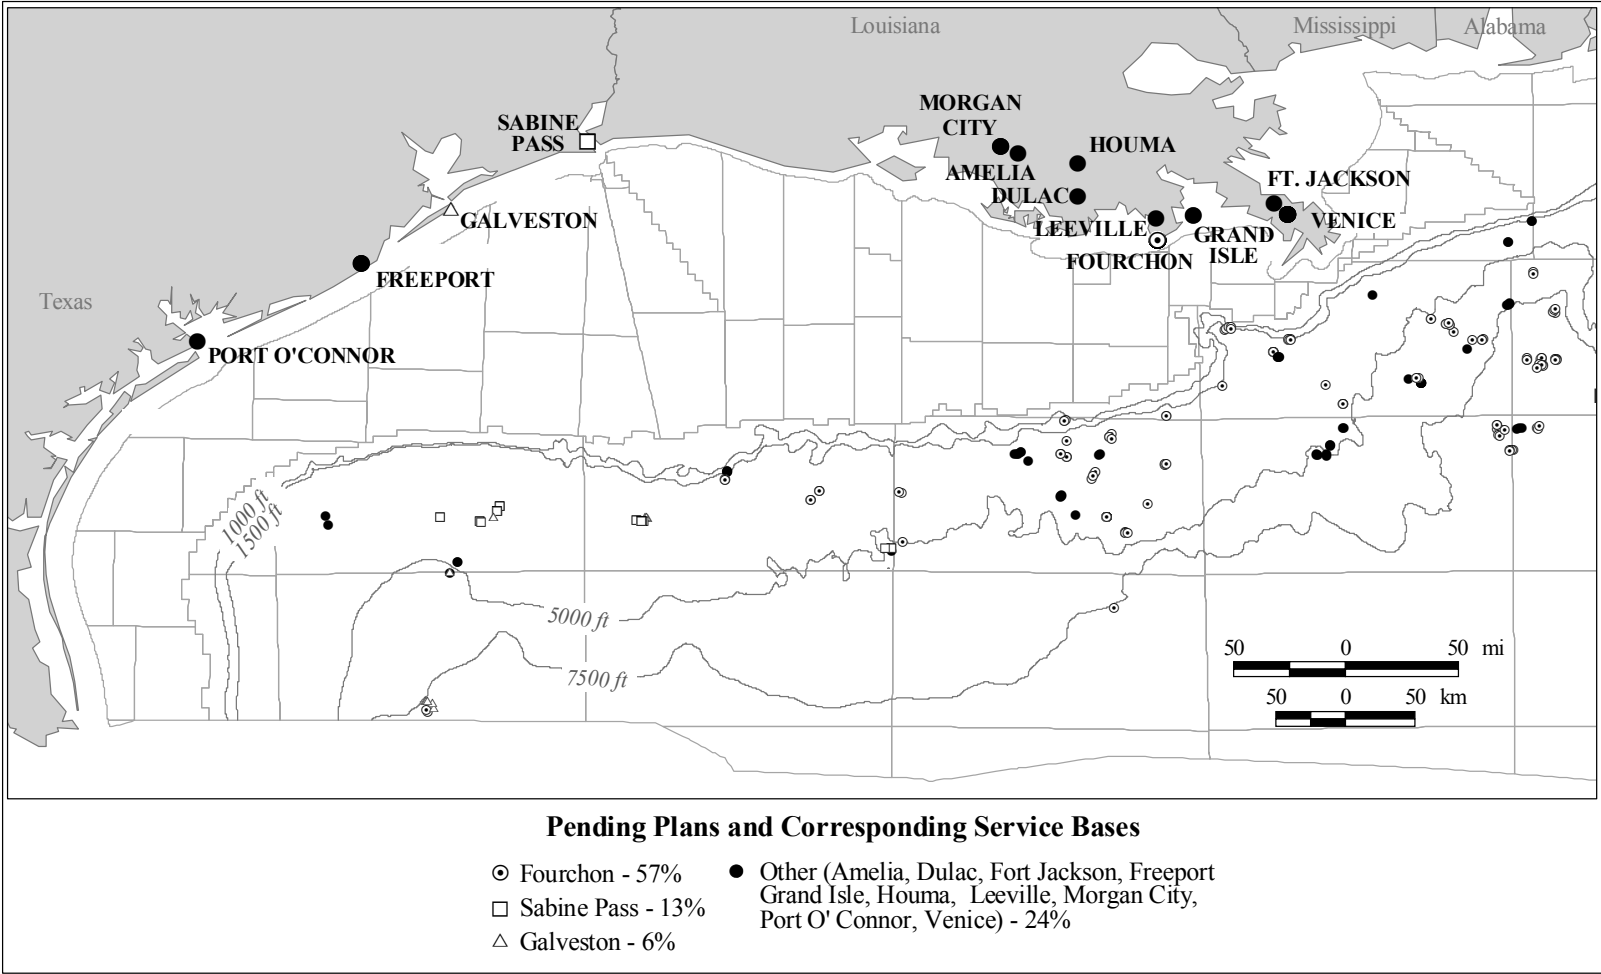 Louisiana
Mississippi
Alabama
MORGAN
CITY
SABINE
PASS
HOUMA
AMELIA
FT. JACKSON
DULAC
GALVESTON
LEEVILLE
VENICE
GRAND
ISLE
FOURCHON
FREEPORT
Texas
PORT O'CONNOR
1000 ft
1500 ft
5000 ft
7500 ft
50 0 50 mi
50 0 50 km
Pending Plans and Corresponding Service Bases
Fourchon - 57%
Sabine Pass - 13%
Galveston - 6%
Other (Amelia, Dulac, Fort Jackson, Freeport
Grand Isle, Houma, Leeville, Morgan City,
Port O' Connor, Venice) - 24%